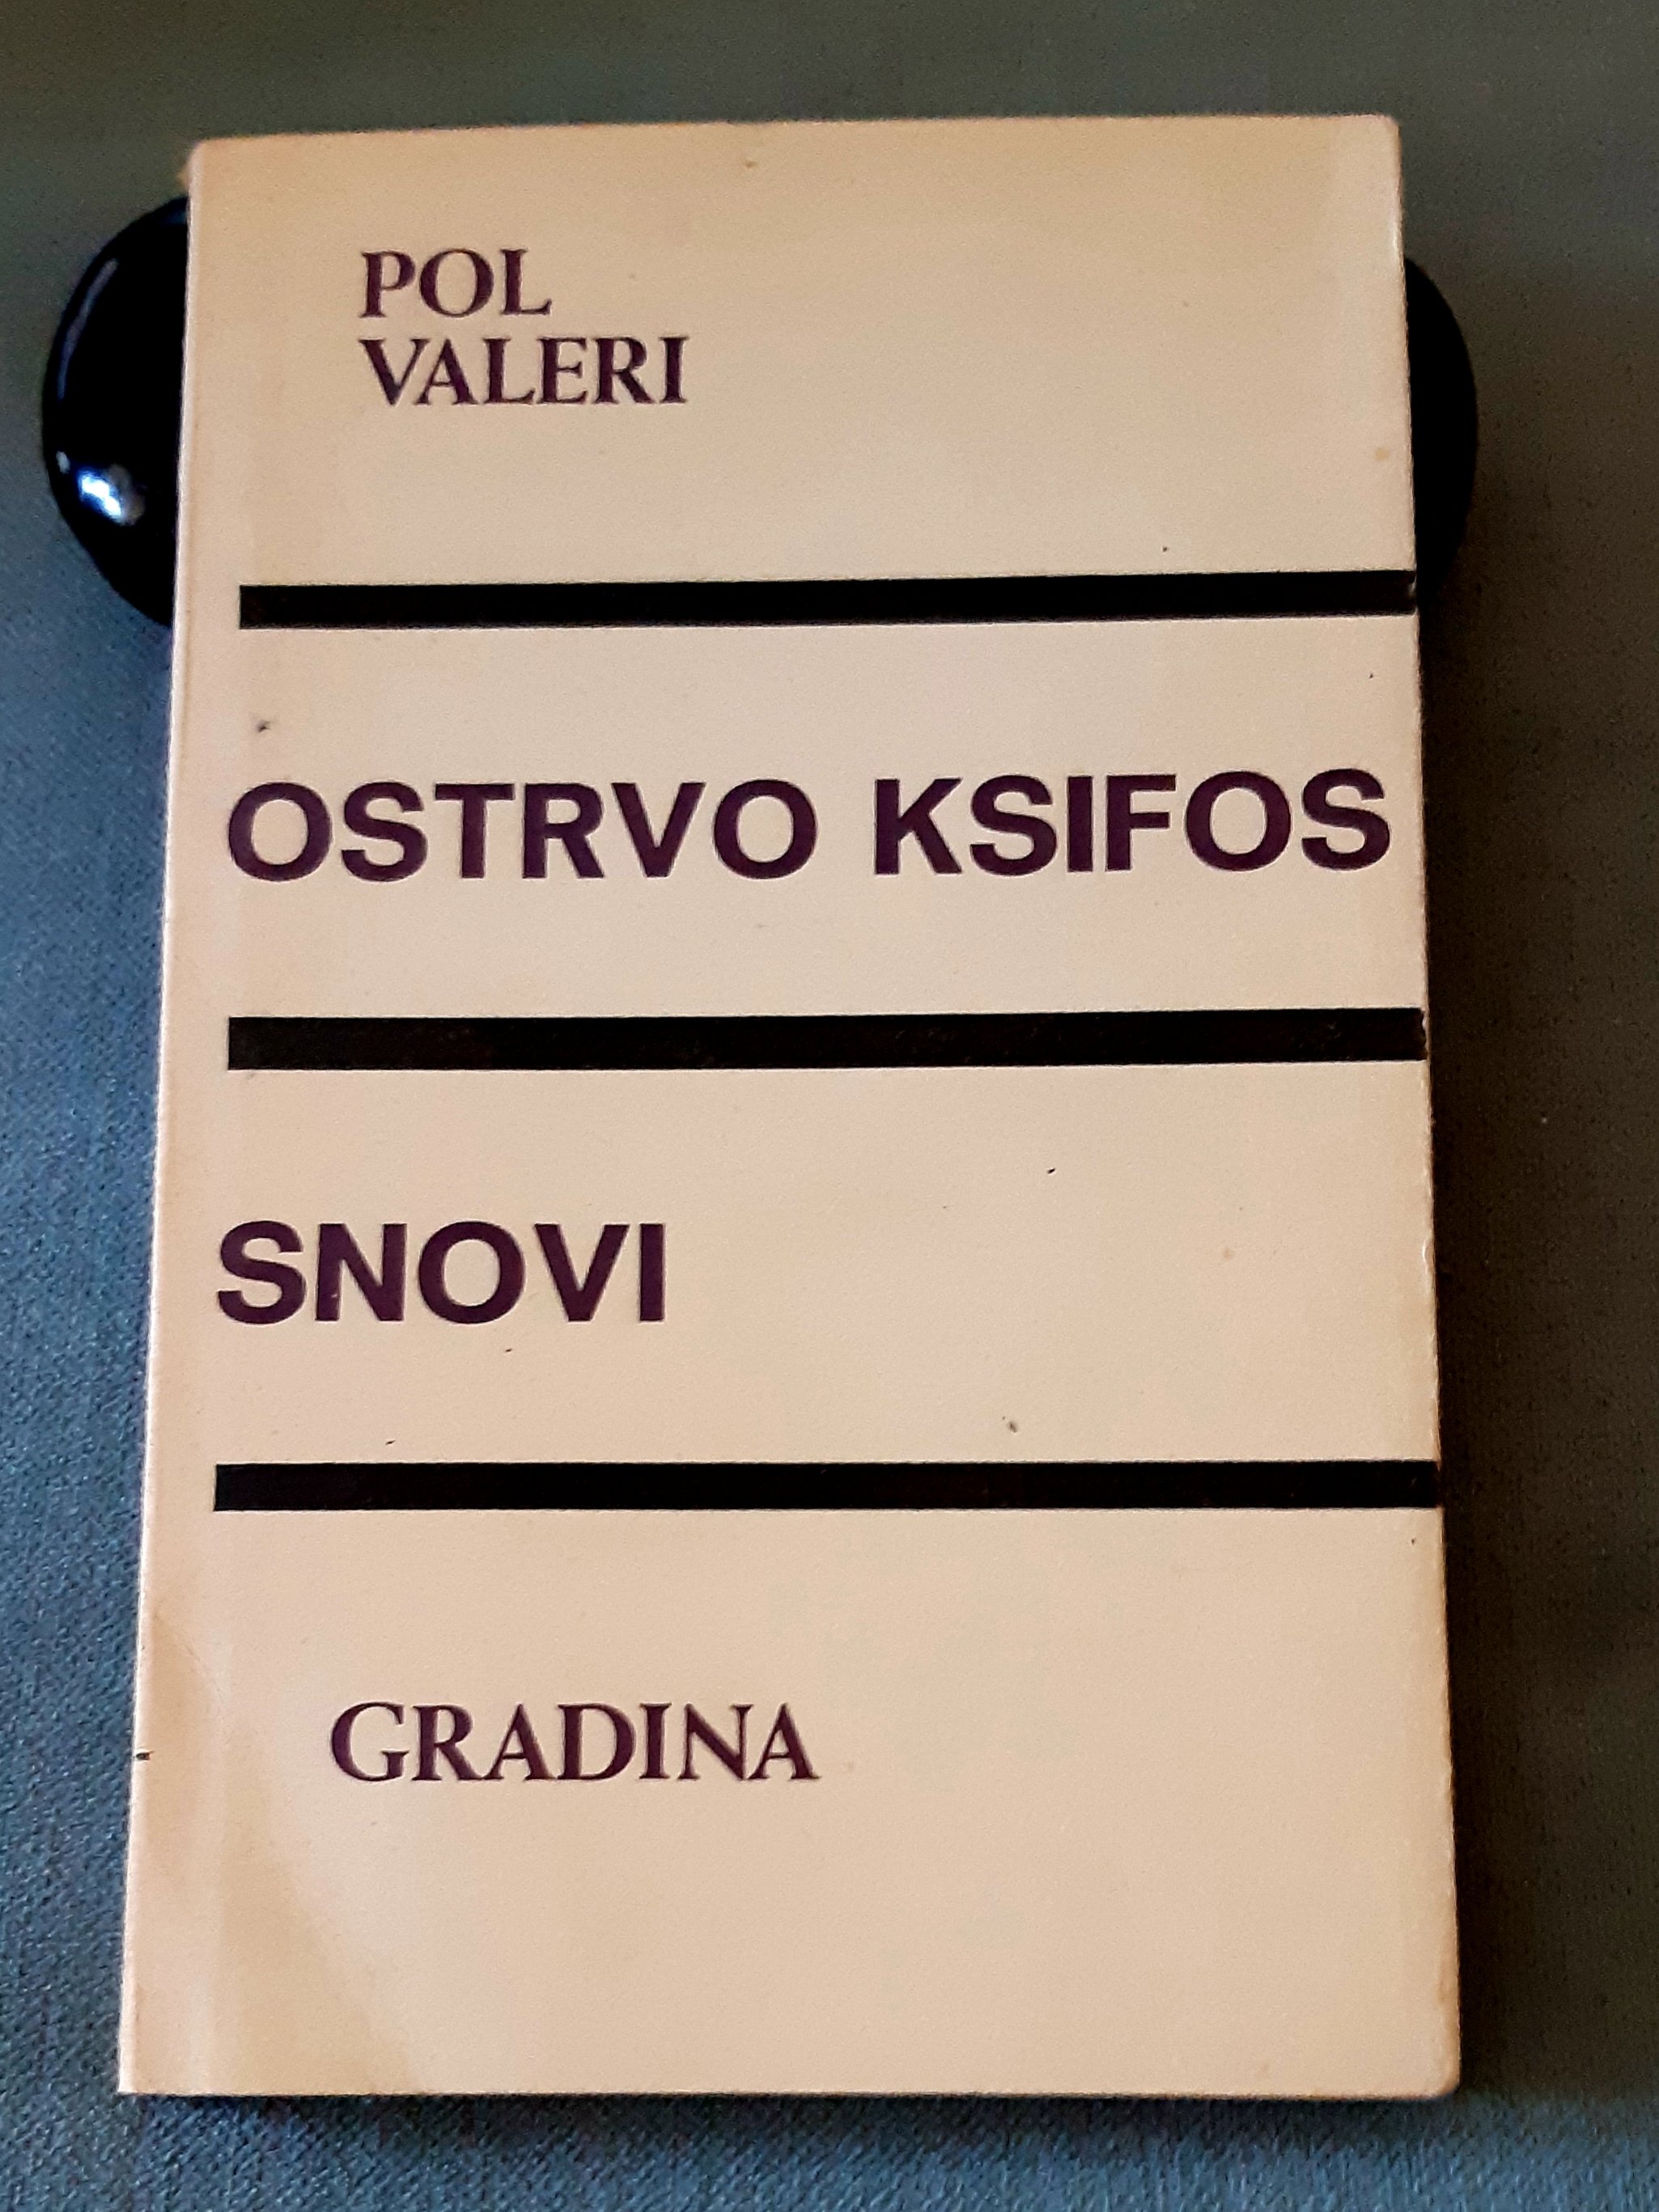 POL
VALERI
OSTRVO KSIFOS
SNOVI
GRADINA